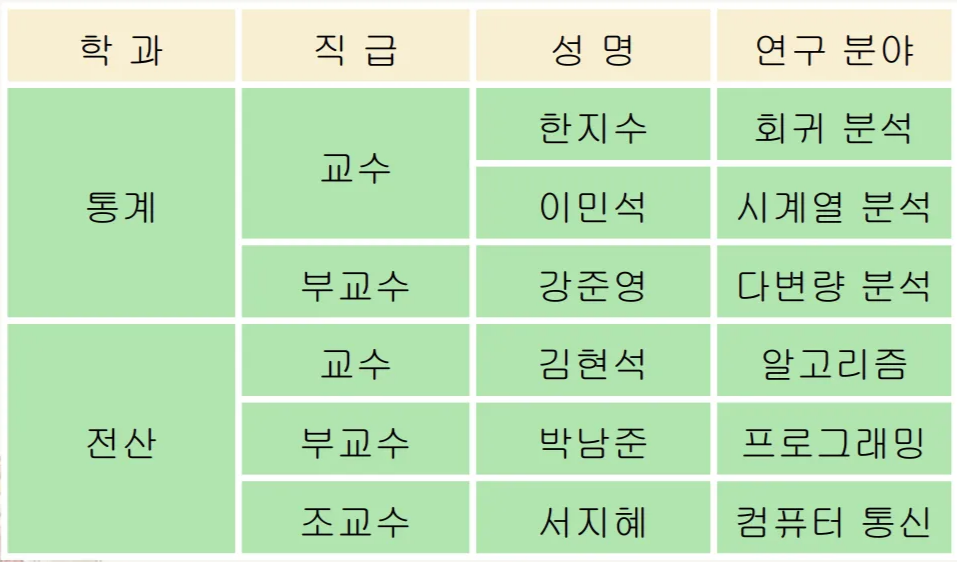 학 과 직 급 성 명 연구 분야
통계 교수 한지수 회귀 분석
이민석 시계열 분석
부교수 강준영 다변량 분석
전산 교수 김현석 알고리즘
부교수 박남준 프로그래밍
조교수 서지혜 컴퓨터 통신